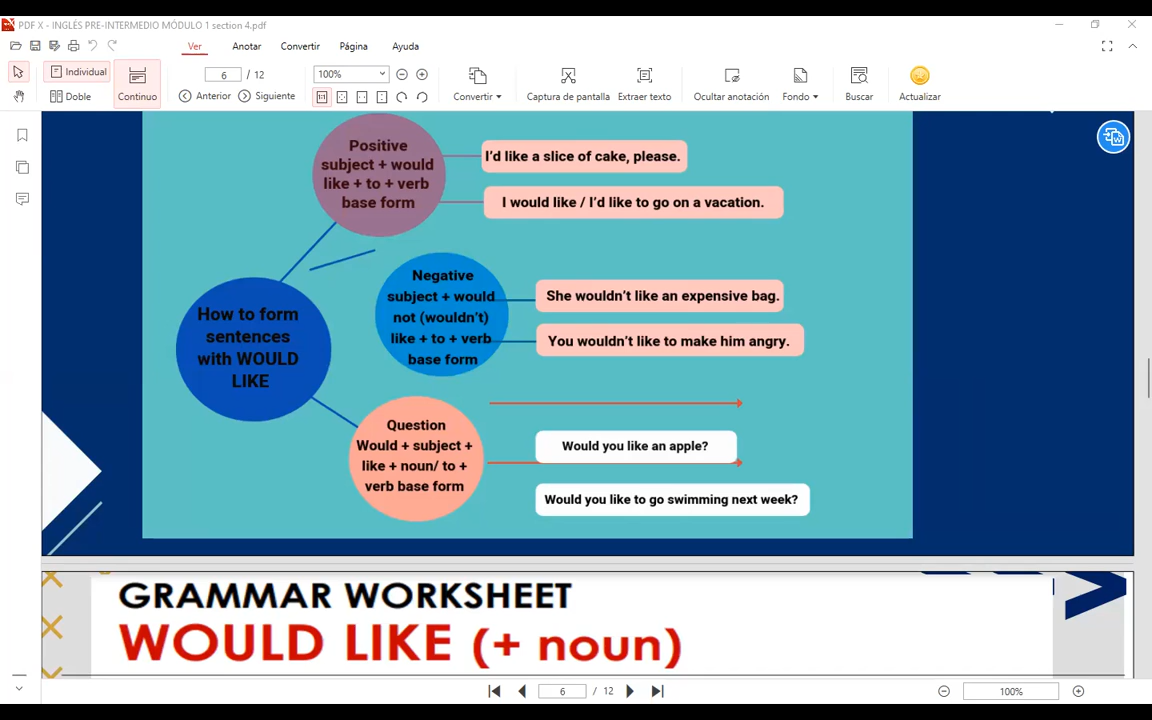 PDF X - INGLÉS PRE-INTERMEDIO MÓDULO 1 section 4.pdf
Ver Anotar Convertir Página Ayuda
Individual
Doble
Continuo
6 / 12
Anterior Siguiente
100%
Convertir
Captura de pantalla
Extraer texto
Ocultar anotación
Fondo
Buscar
Actualizar
Positive
subject + would
like + to + verb
base form
I'd like a slice of cake, please.
I would like / I'd like to go on a vacation.
How to form
sentences
with WOULD
LIKE
Negative
subject + would
not (wouldn't)
like + to + verb
base form
She wouldn't like an expensive bag.
You wouldn't like to make him angry.
Question
Would + subject +
like + noun/ to +
verb base form
Would you like an apple?
Would you like to go swimming next week?
GRAMMAR WORKSHEET
WOULD LIKE (+ noun)
6 / 12
100%